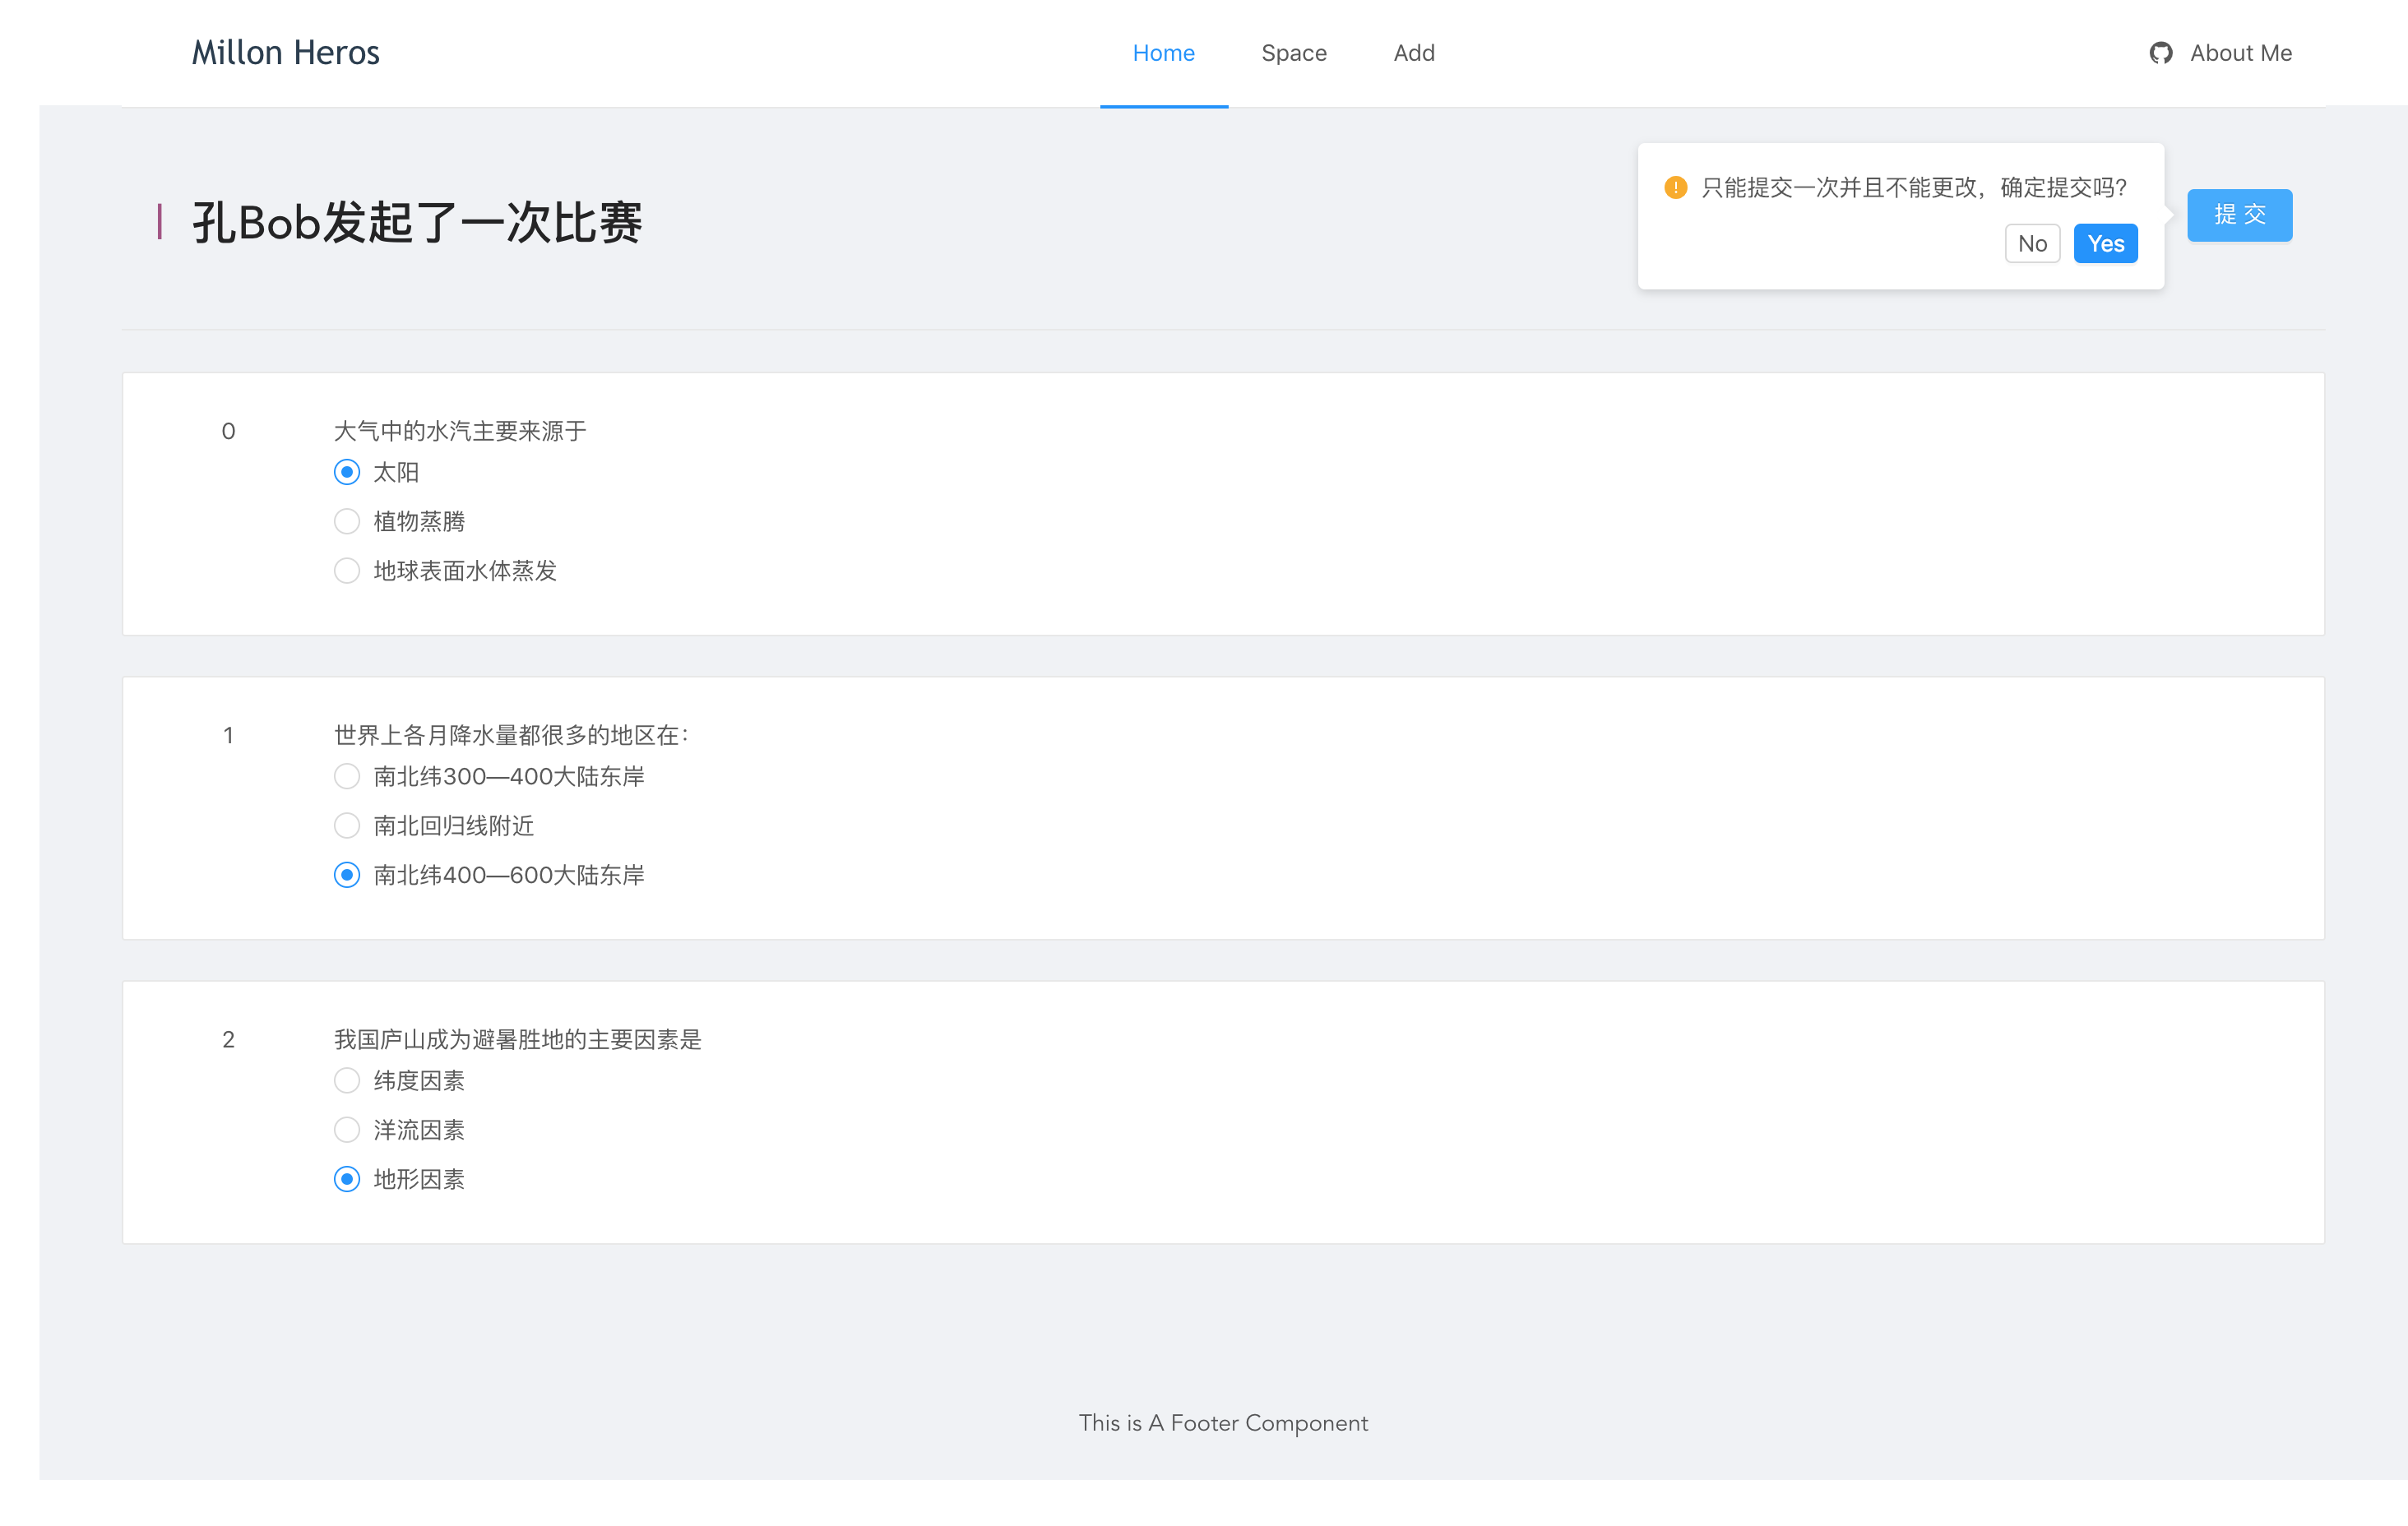 Millon Heros
Home
Space
Add
About Me
孔Bob发起了一次比赛
只能提交一次并且不能更改，确定提交吗？
No
Yes
提 交
0
大气中的水汽主要来源于
太阳
植物蒸腾
地球表面水体蒸发
1
世界上各月降水量都很多的地区在：
南北纬300—400大陆东岸
南北回归线附近
南北纬400—600大陆东岸
2
我国庐山成为避暑胜地的主要因素是
纬度因素
洋流因素
地形因素
This is A Footer Component